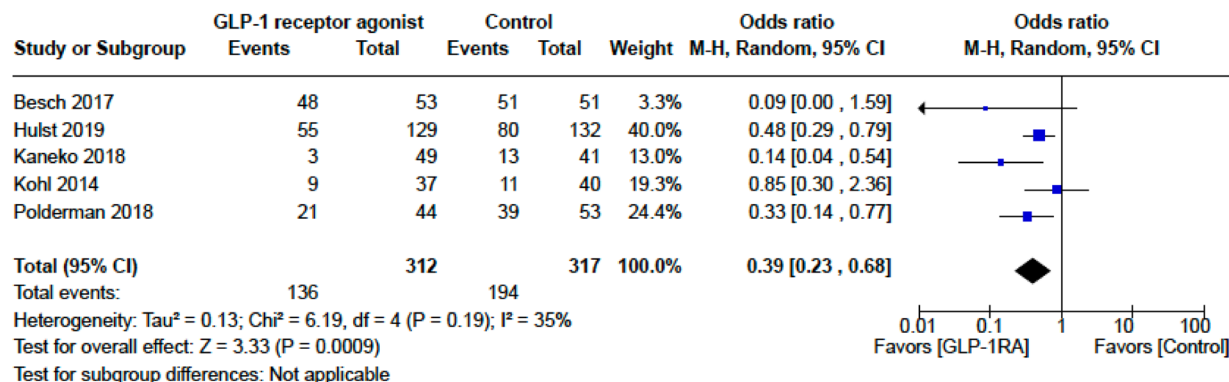 GLP-1 receptor agonist Control Odds ratio Odds ratio
Study or Subgroup Events Total Events Total Weight M-H, Random, 95% CI M-H, Random, 95% CI
Besch 2017 48 53 51 51 3.3% 0.09 [0.00 , 1.59]
Hulst 2019 55 129 80 132 40.0% 0.48 [0.29 , 0.79]
Kaneko 2018 3 49 13 41 13.0% 0.14 [0.04 , 0.54]
Kohl 2014 9 37 11 40 19.3% 0.85 [0.30 , 2.36]
Polderman 2018 21 44 39 53 24.4% 0.33 [0.14 , 0.77]
Total (95% CI) 312 317 100.0% 0.39 [0.23 , 0.68]
Total events: 136 194
Heterogeneity: Tau² = 0.13; Chi² = 6.19, df = 4 (P = 0.19); I² = 35%
0.01 0.1 1 10 100
Test for overall effect: Z = 3.33 (P = 0.0009)
Favors [GLP-1RA] Favors [Control]
Test for subgroup differences: Not applicable